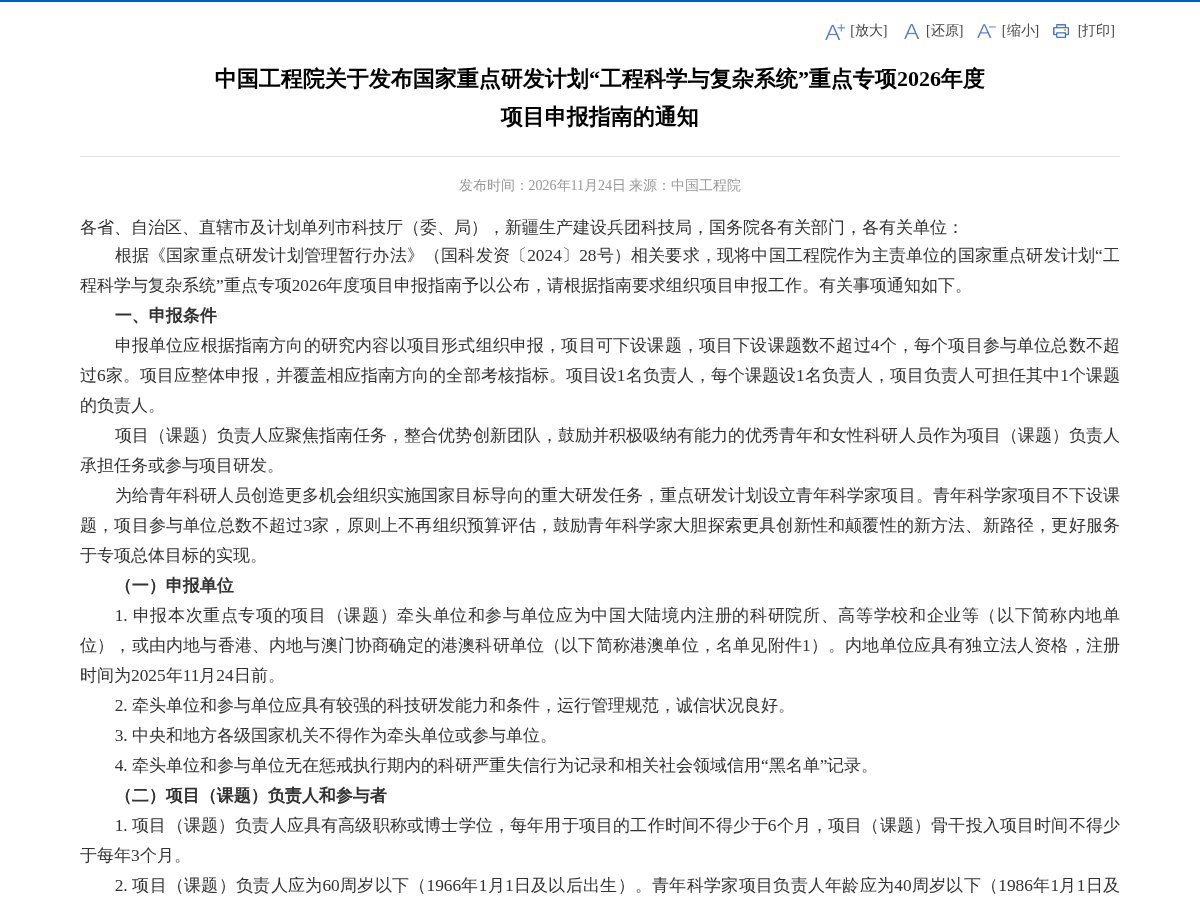 A+ [放大] A [还原] A− [缩小] [打印]
中国工程院关于发布国家重点研发计划“工程科学与复杂系统”重点专项2026年度
项目申报指南的通知
发布时间：2026年11月24日 来源：中国工程院
各省、自治区、直辖市及计划单列市科技厅（委、局），新疆生产建设兵团科技局，国务院各有关部门，各有关单位：
根据《国家重点研发计划管理暂行办法》（国科发资〔2024〕28号）相关要求，现将中国工程院作为主责单位的国家重点研发计划“工
程科学与复杂系统”重点专项2026年度项目申报指南予以公布，请根据指南要求组织项目申报工作。有关事项通知如下。
一、申报条件
申报单位应根据指南方向的研究内容以项目形式组织申报，项目可下设课题，项目下设课题数不超过4个，每个项目参与单位总数不超
过6家。项目应整体申报，并覆盖相应指南方向的全部考核指标。项目设1名负责人，每个课题设1名负责人，项目负责人可担任其中1个课题
的负责人。
项目（课题）负责人应聚焦指南任务，整合优势创新团队，鼓励并积极吸纳有能力的优秀青年和女性科研人员作为项目（课题）负责人
承担任务或参与项目研发。
为给青年科研人员创造更多机会组织实施国家目标导向的重大研发任务，重点研发计划设立青年科学家项目。青年科学家项目不下设课
题，项目参与单位总数不超过3家，原则上不再组织预算评估，鼓励青年科学家大胆探索更具创新性和颠覆性的新方法、新路径，更好服务
于专项总体目标的实现。
（一）申报单位
1. 申报本次重点专项的项目（课题）牵头单位和参与单位应为中国大陆境内注册的科研院所、高等学校和企业等（以下简称内地单
位），或由内地与香港、内地与澳门协商确定的港澳科研单位（以下简称港澳单位，名单见附件1）。内地单位应具有独立法人资格，注册
时间为2025年11月24日前。
2. 牵头单位和参与单位应具有较强的科技研发能力和条件，运行管理规范，诚信状况良好。
3. 中央和地方各级国家机关不得作为牵头单位或参与单位。
4. 牵头单位和参与单位无在惩戒执行期内的科研严重失信行为记录和相关社会领域信用“黑名单”记录。
（二）项目（课题）负责人和参与者
1. 项目（课题）负责人应具有高级职称或博士学位，每年用于项目的工作时间不得少于6个月，项目（课题）骨干投入项目时间不得少
于每年3个月。
2. 项目（课题）负责人应为60周岁以下（1966年1月1日及以后出生）。青年科学家项目负责人年龄应为40周岁以下（1986年1月1日及